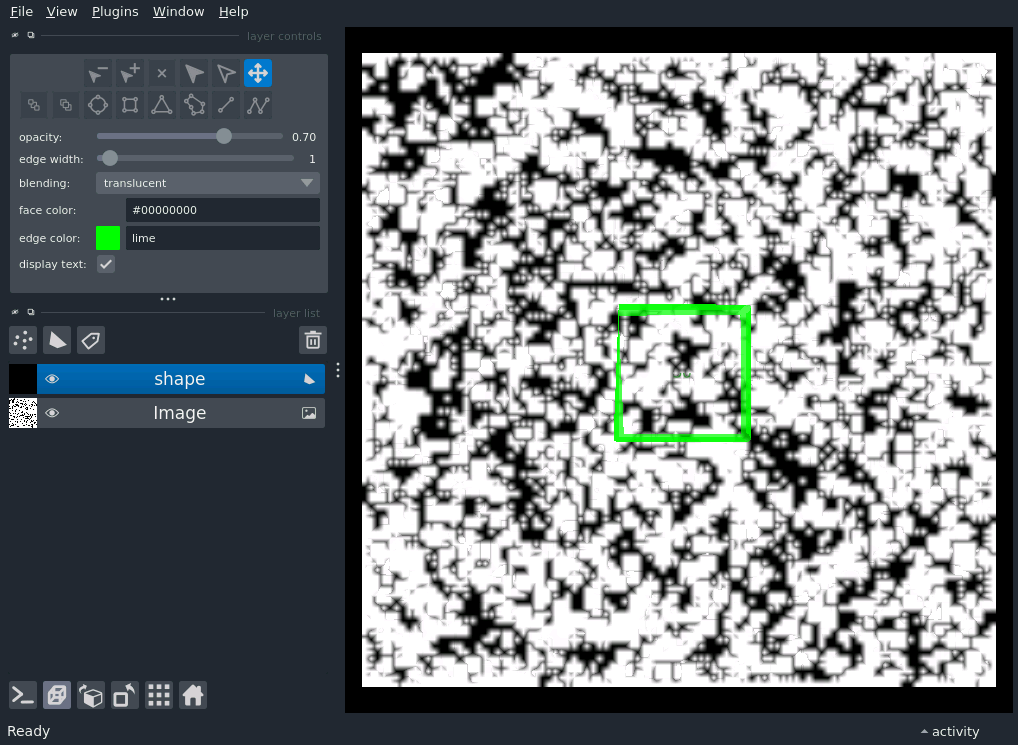 File View Plugins Window Help
layer controls
opacity: 0.70
edge width: 1
blending: translucent
face color: #00000000
edge color: lime
display text:
layer list
shape
Image
Ready
activity